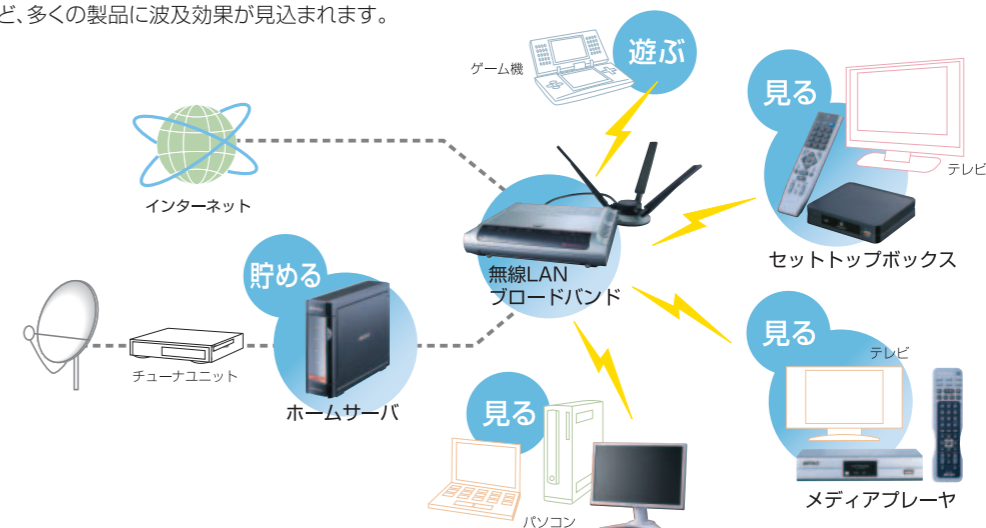 ど、多くの製品に波及効果が見込まれます。
ゲーム機
遊ぶ
見る
テレビ
セットトップボックス
インターネット
無線LAN
ブロードバンド
貯める
チューナユニット
ホームサーバ
見る
テレビ
メディアプレーヤ
見る
パソコン